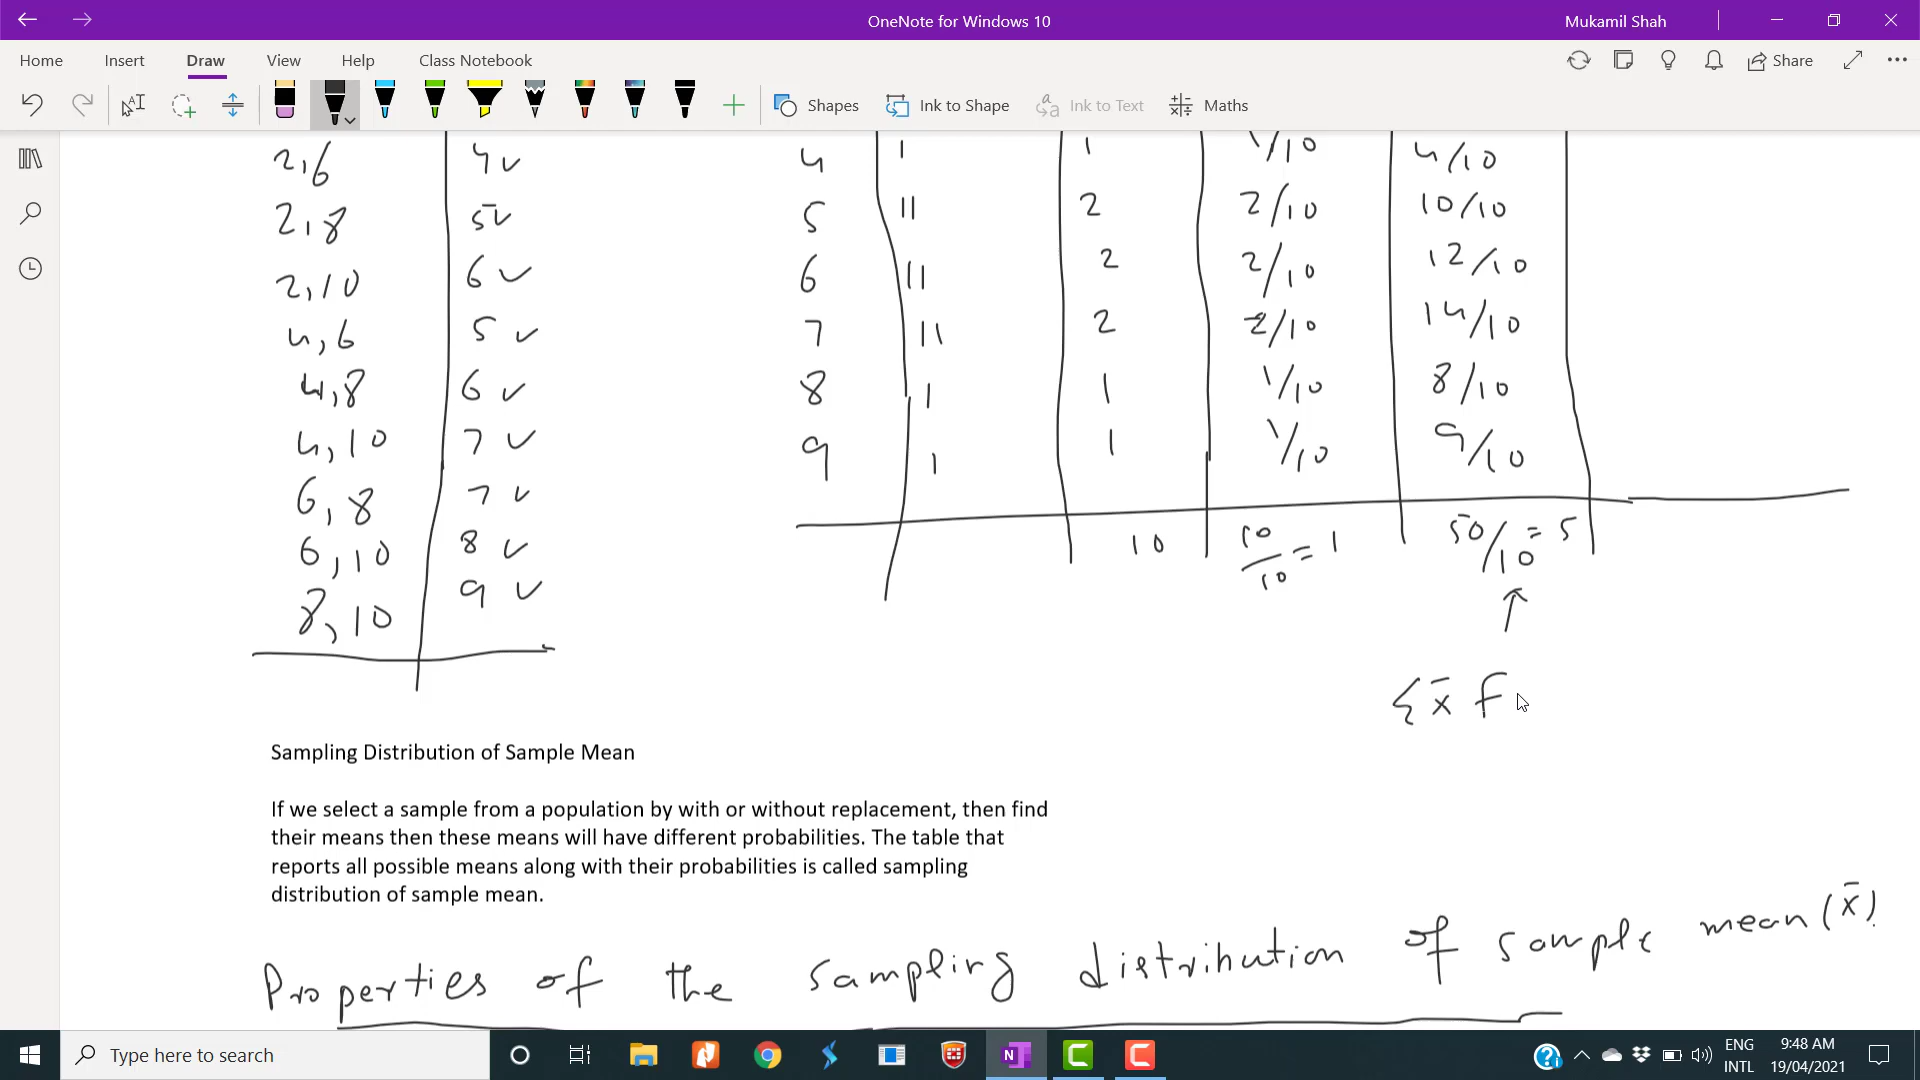 OneNote for Windows 10
Mukamil Shah
Home Insert Draw View Help Class Notebook
Share
Shapes Ink to Shape Ink to Text Maths
2,6 4 ✓
2,8 5 ✓
2,10 6 ✓
4,6 5 ✓
4,8 6 ✓
4,10 7 ✓
6,8 7 ✓
6,10 8 ✓
8,10 9 ✓
4 | 1 1/10 4/10
5 || 2 2/10 10/10
6 || 2 2/10 12/10
7 || 2 2/10 14/10
8 | 1 1/10 8/10
9 | 1 1/10 9/10
10 10/10 = 1 50/10 = 5
↑
Σ x̄ f
Sampling Distribution of Sample Mean
If we select a sample from a population by with or without replacement, then find
their means then these means will have different probabilities. The table that
reports all possible means along with their probabilities is called sampling
distribution of sample mean.
Properties of the sampling distribution of sample mean (x̄)
Type here to search
ENG
INTL
9:48 AM
19/04/2021